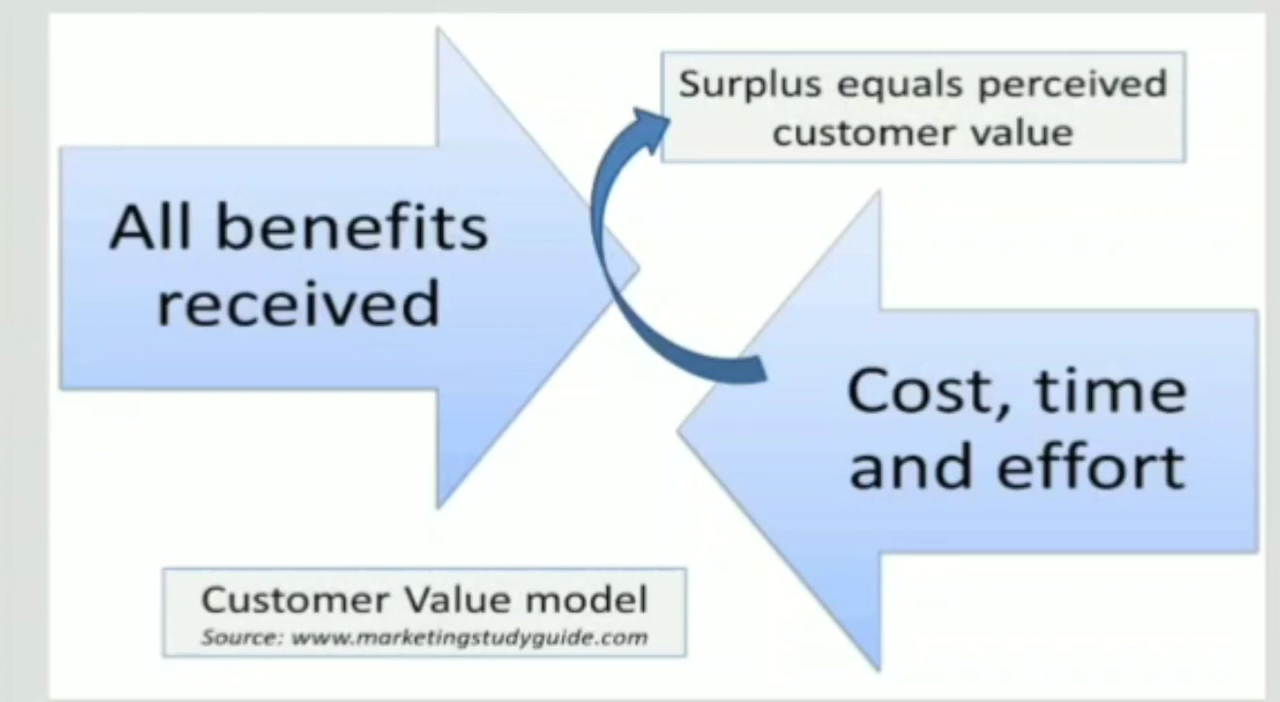 All benefits
received
Surplus equals perceived
customer value
Cost, time
and effort
Customer Value model
Source: www.marketingstudyguide.com